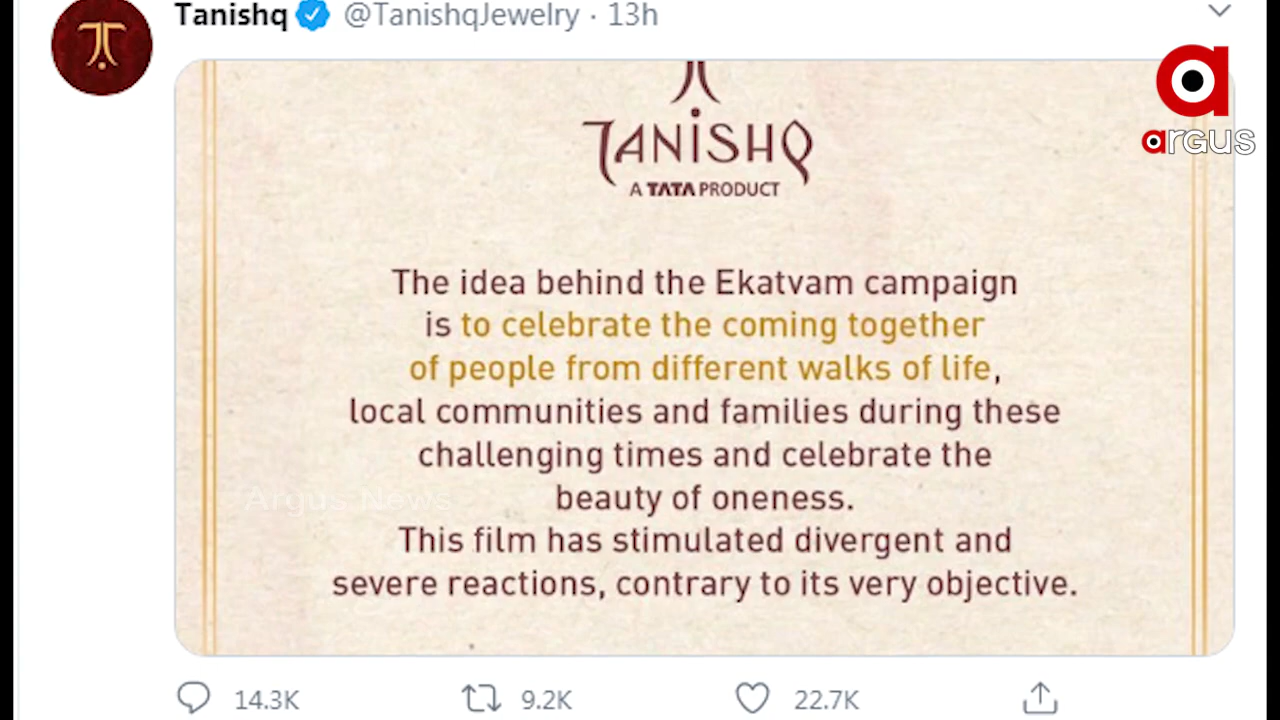 Tanishq @TanishqJewelry · 13h
argus
TANISHQ
A TATA PRODUCT
The idea behind the Ekatvam campaign
is to celebrate the coming together
of people from different walks of life,
local communities and families during these
challenging times and celebrate the
beauty of oneness.
This film has stimulated divergent and
severe reactions, contrary to its very objective.
Argus News
14.3K 9.2K 22.7K